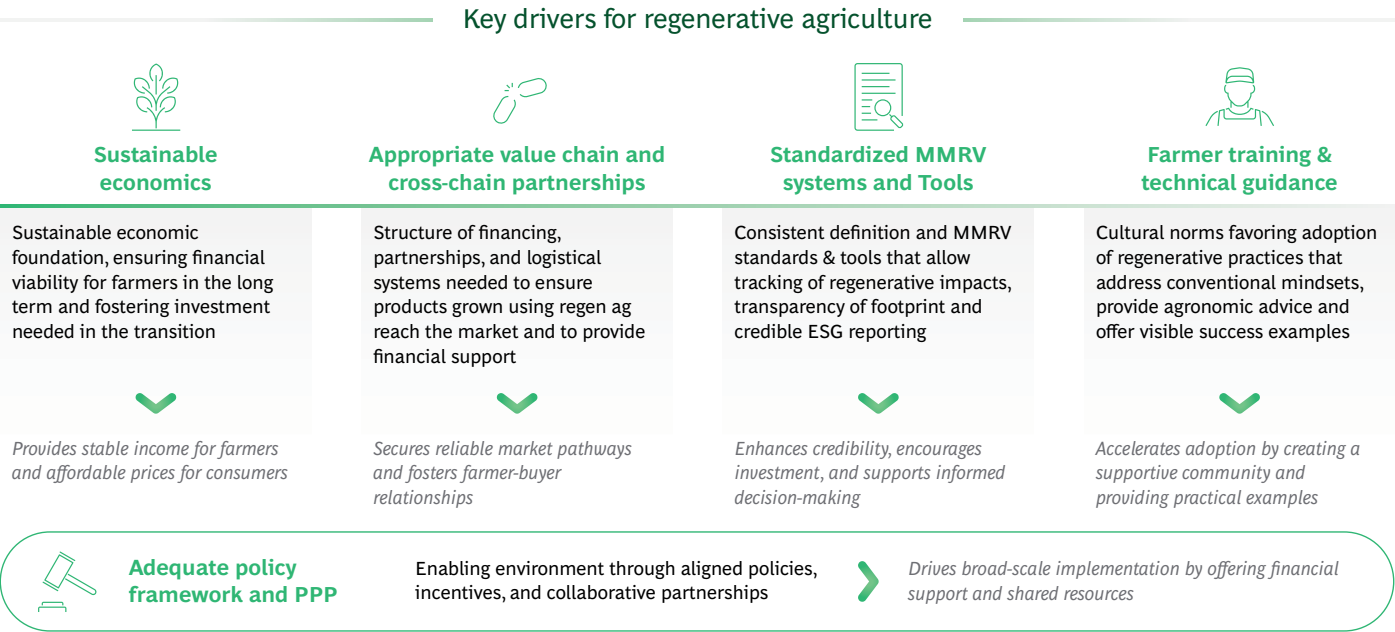 Key drivers for regenerative agriculture
Sustainable
economics
Sustainable economic
foundation, ensuring financial
viability for farmers in the long
term and fostering investment
needed in the transition
Provides stable income for farmers
and affordable prices for consumers
Appropriate value chain and
cross-chain partnerships
Structure of financing,
partnerships, and logistical
systems needed to ensure
products grown using regen ag
reach the market and to provide
financial support
Secures reliable market pathways
and fosters farmer-buyer
relationships
Standardized MMRV
systems and Tools
Consistent definition and MMRV
standards & tools that allow
tracking of regenerative impacts,
transparency of footprint and
credible ESG reporting
Enhances credibility, encourages
investment, and supports informed
decision-making
Farmer training &
technical guidance
Cultural norms favoring adoption
of regenerative practices that
address conventional mindsets,
provide agronomic advice and
offer visible success examples
Accelerates adoption by creating a
supportive community and
providing practical examples
Adequate policy
framework and PPP
Enabling environment through aligned policies,
incentives, and collaborative partnerships
Drives broad-scale implementation by offering financial
support and shared resources